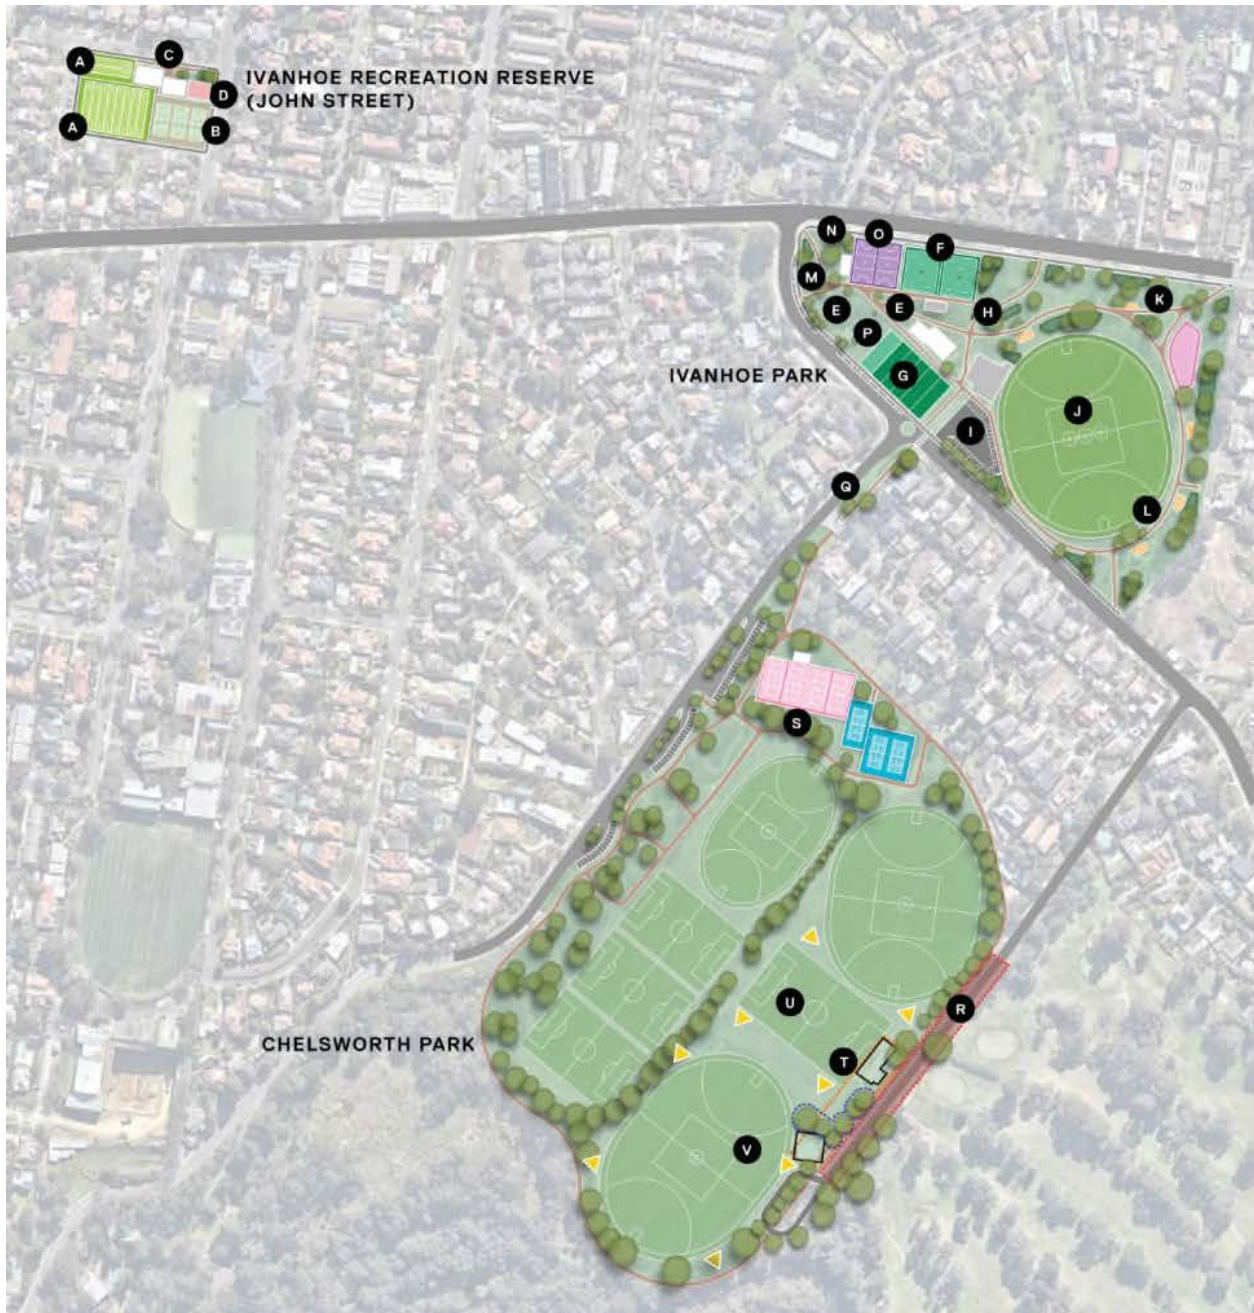 A
C
IVANHOE RECREATION RESERVE
(JOHN STREET)
D
A
B
N
O
F
M
K
E
E
H
P
IVANHOE PARK
G
J
I
Q
L
S
U
R
CHELSWORTH PARK
T
V